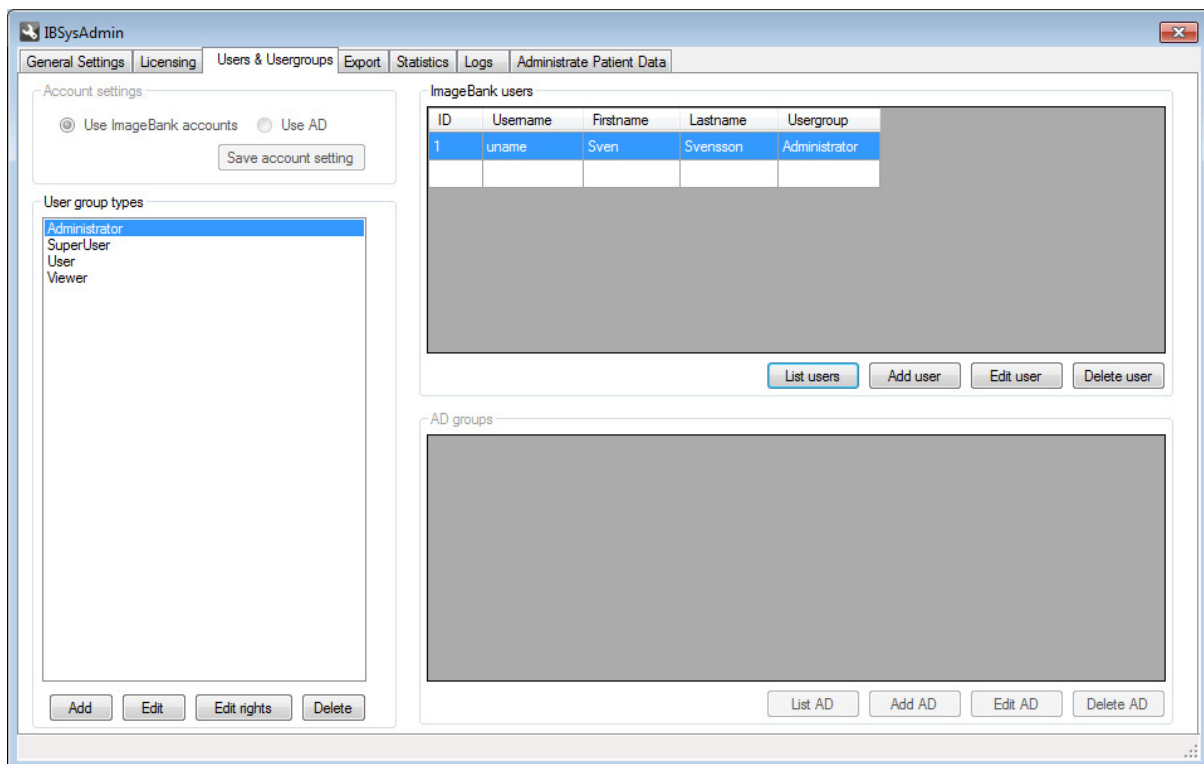 IBSysAdmin
General Settings Licensing Users & Usergroups Export Statistics Logs Administrate Patient Data
Account settings
Use ImageBank accounts Use AD
Save account setting
User group types
Administrator
SuperUser
User
Viewer
Add Edit Edit rights Delete
ImageBank users
ID Username Firstname Lastname Usergroup
1 uname Sven Svensson Administrator
List users Add user Edit user Delete user
AD groups
List AD Add AD Edit AD Delete AD